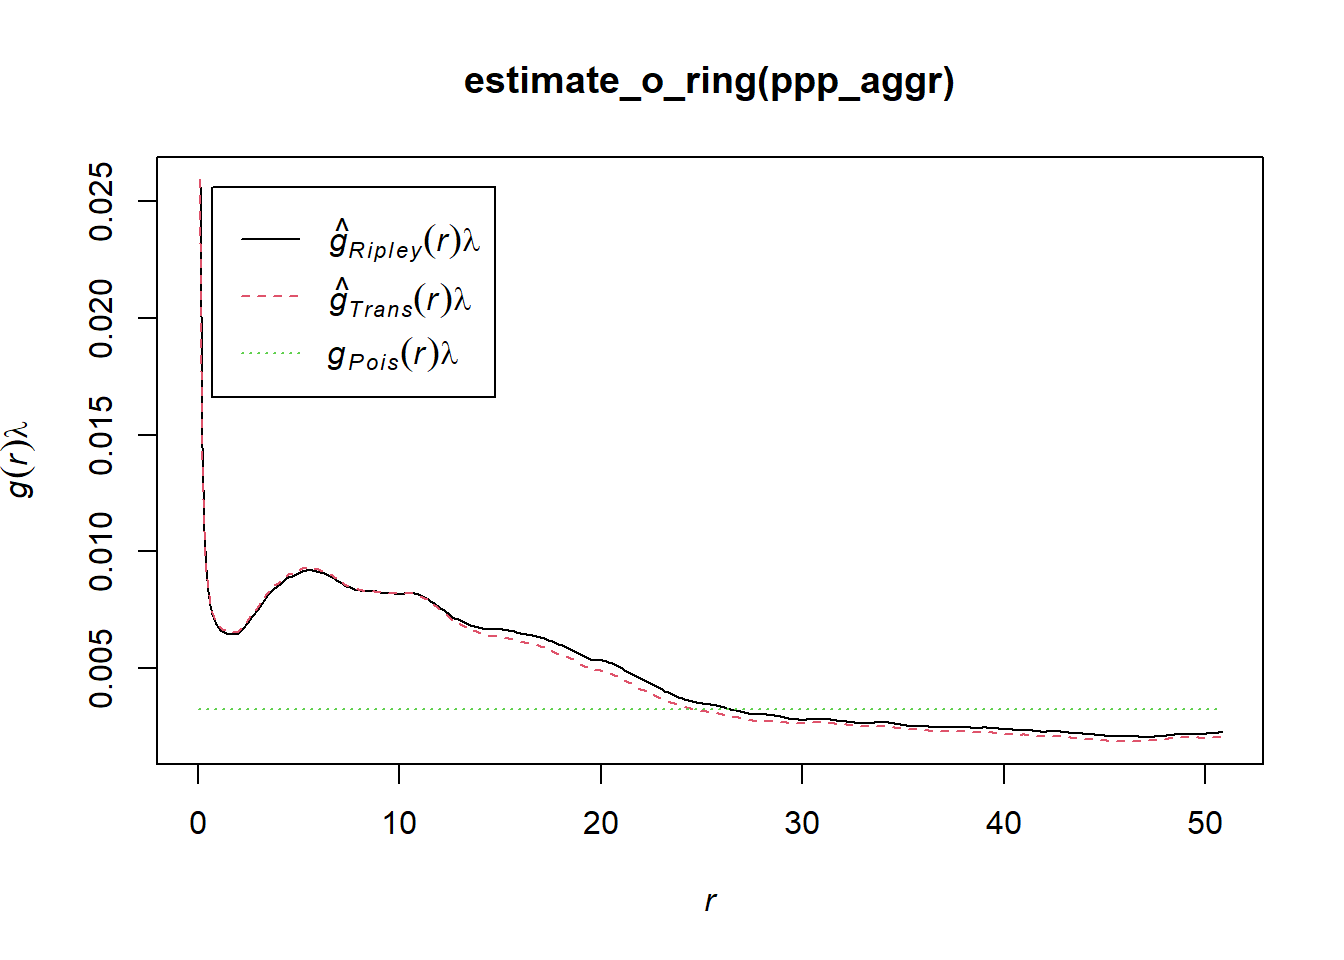 estimate_o_ring(ppp_aggr)
ĝRipley(r)λ
ĝTrans(r)λ
gPois(r)λ
g(r)λ
0.025
0.020
0.015
0.010
0.005
0 10 20 30 40 50
r